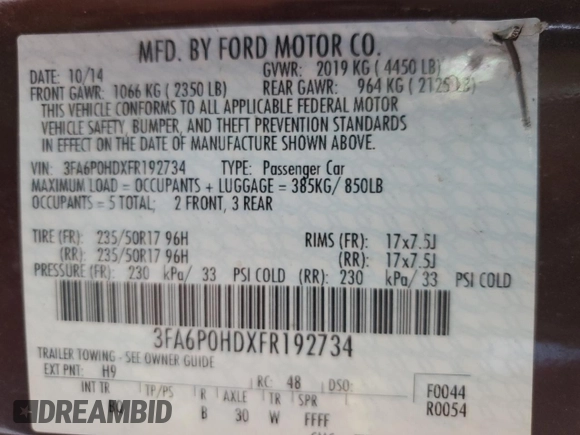 MFD. BY FORD MOTOR CO.
DATE: 10/14 GVWR: 2019 KG ( 4450 LB)
FRONT GAWR: 1066 KG ( 2350 LB) REAR GAWR: 964 KG ( 2125 LB)
THIS VEHICLE CONFORMS TO ALL APPLICABLE FEDERAL MOTOR
VEHICLE SAFETY, BUMPER, AND THEFT PREVENTION STANDARDS
IN EFFECT ON THE DATE OF MANUFACTURE SHOWN ABOVE.
VIN: 3FA6P0HDXFR192734 TYPE: Passenger Car
MAXIMUM LOAD = OCCUPANTS + LUGGAGE = 385KG/ 850LB
OCCUPANTS = 5 TOTAL: 2 FRONT, 3 REAR
TIRE (FR): 235/50R17 96H RIMS (FR): 17x7.5J
(RR): 235/50R17 96H (RR): 17x7.5J
PRESSURE (FR): 230 kPa/ 33 PSI COLD (RR): 230 kPa/ 33 PSI COLD
3FA6P0HDXFR192734
TRAILER TOWING - SEE OWNER GUIDE
EXT PNT: H9 RC: 48 DSO: F0044
INT TR TP/PS R AXLE TR SPR R0054
B 30 W FFFF
DREAMBID